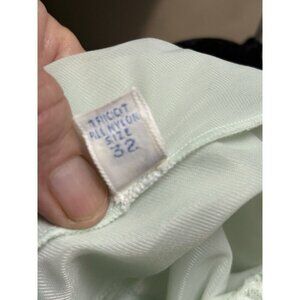 TRICOT
ALL NYLON
SIZE
32